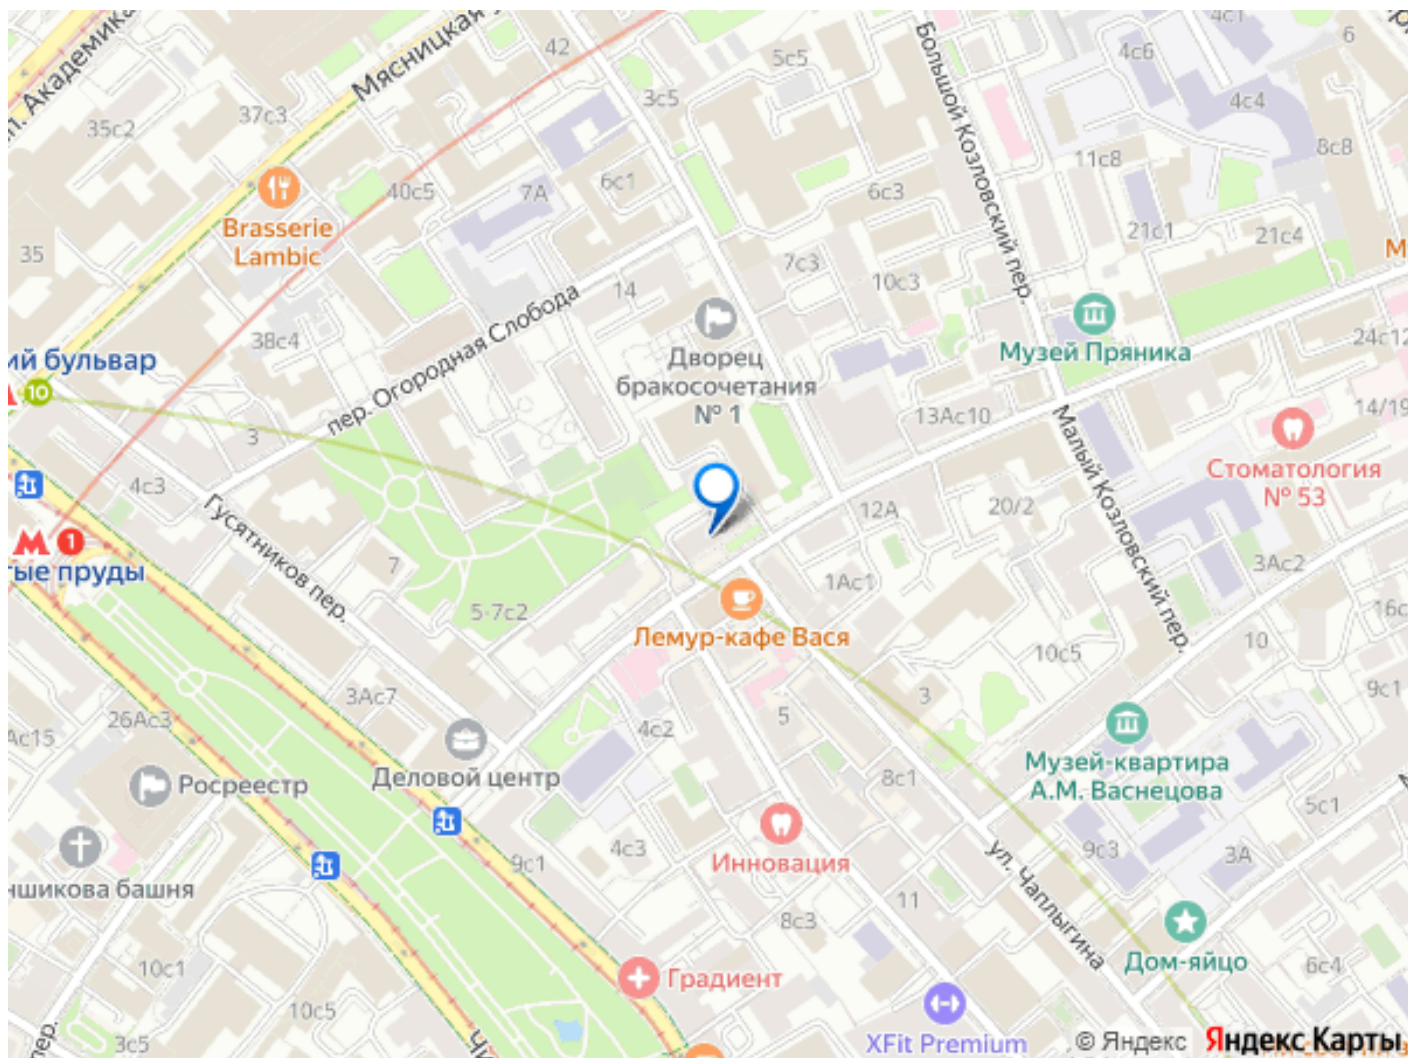 Академика
Мясницкая
42
5с5
4с1
4с6
6
Большой Козловский пер.
37с3
35с2
3с5
4с4
8с8
11с8
40с5
7А
6с1
6с3
Brasserie
Lambic
35
21с1
21с4
14
7с3
10с3
М
38с4
пер. Огородная Слобода
Музей Пряника
24с12
ий бульвар
10
Дворец
бракосочетания
№ 1
3
13Ас10
14/19
Стоматология
№ 53
4с3
Гусятников пер.
12А
20/2
Малый Козловский пер.
1
тые пруды
7
1Ас1
3Ас2
5-7с2
16с
Лемур-кафе Вася
10с5
10
3Ас7
3
9с1
26Ас3
Ас15
4с2
5
Деловой центр
Росреестр
8с1
Музей-квартира
А.М. Васнецова
5с1
9с1
4с3
Инновация
ул. Чаплыгина
9с3
3А
ншикова башня
11
8с3
10с1
Градиент
Дом-яйцо
6с4
10с5
3с5
пер.
XFit Premium
© Яндекс
Яндекс Карты